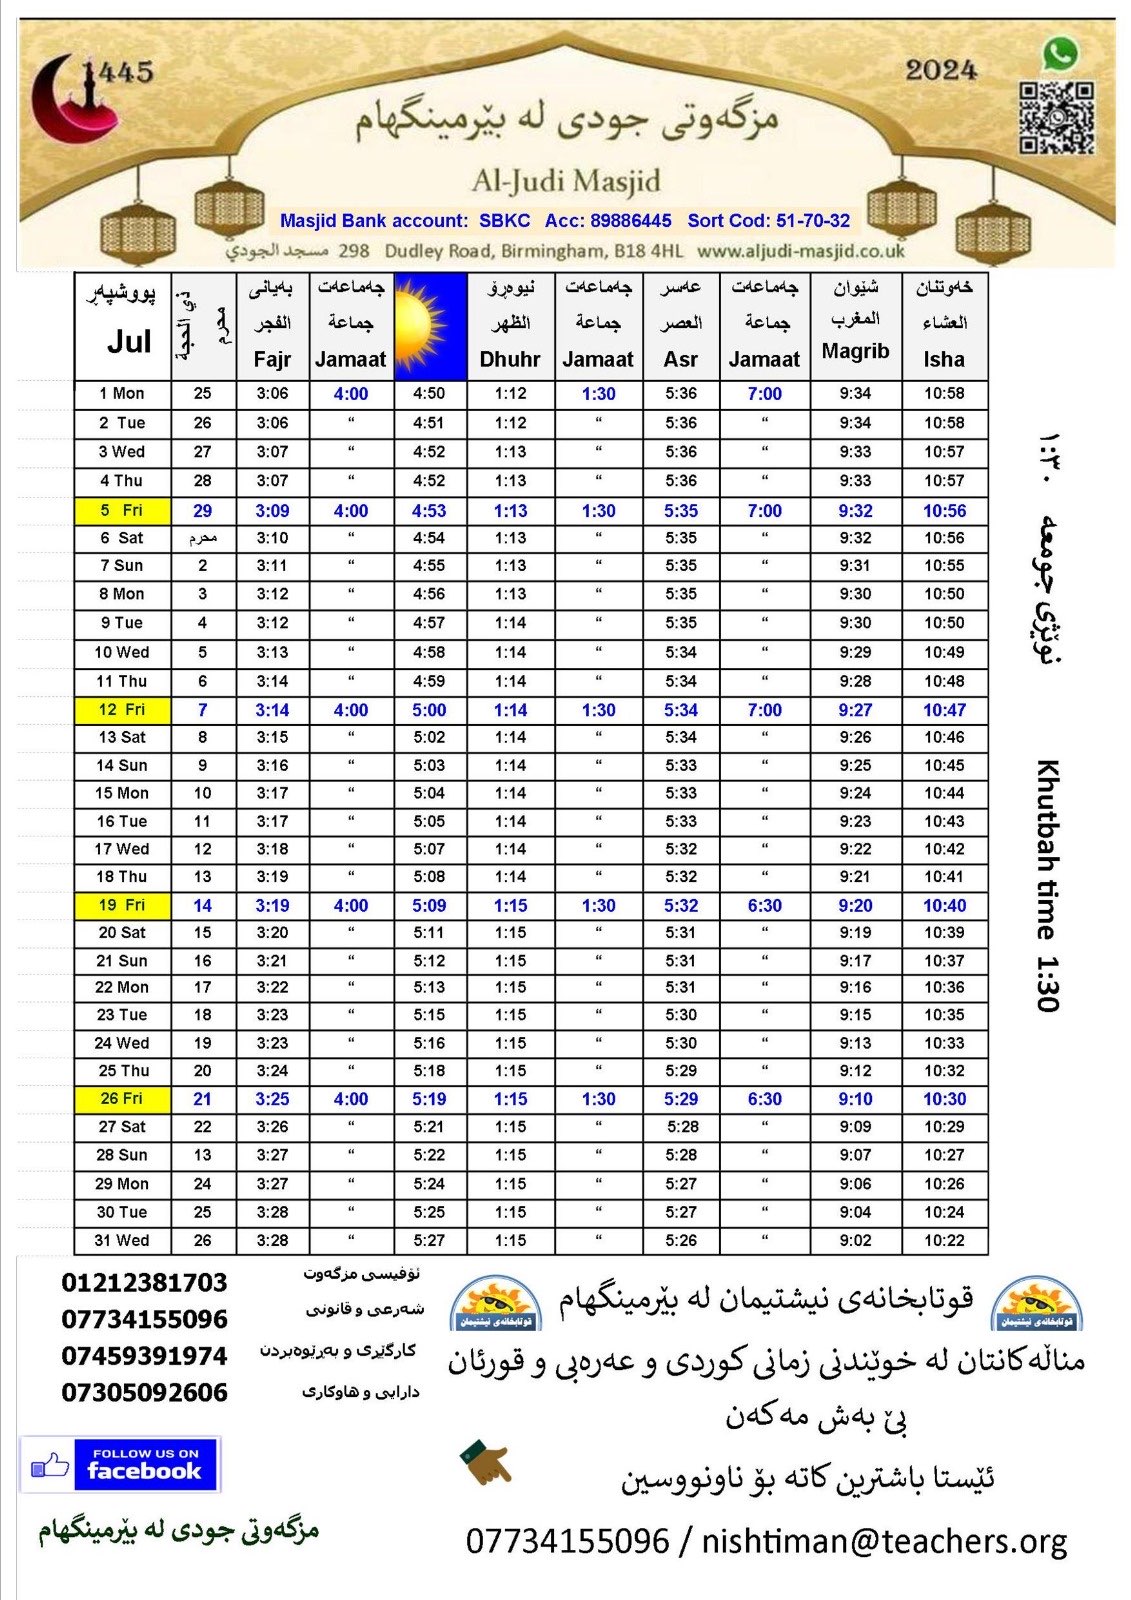 1445
2024
مزگەوتی جودی لە بێرمینگهام
Al-Judi Masjid
Masjid Bank account: SBKC Acc: 89886445 Sort Cod: 51-70-32
298 Dudley Road, Birmingham, B18 4HL www.aljudi-masjid.co.uk مسجد الجودي
پووشپەڕ ذي الحجة محرم بەیانی جەماعەت نیوەڕۆ جەماعەت عەسر جەماعەت شێوان خەوتنان
الفجر جماعة الظهر جماعة العصر جماعة المغرب العشاء
Jul Fajr Jamaat Dhuhr Jamaat Asr Jamaat Magrib Isha
1 Mon 25 3:06 4:00 4:50 1:12 1:30 5:36 7:00 9:34 10:58
2 Tue 26 3:06 “ 4:51 1:12 “ 5:36 “ 9:34 10:58
3 Wed 27 3:07 “ 4:52 1:13 “ 5:36 “ 9:33 10:57
4 Thu 28 3:07 “ 4:52 1:13 “ 5:36 “ 9:33 10:57
5 Fri 29 3:09 4:00 4:53 1:13 1:30 5:35 7:00 9:32 10:56
6 Sat محرم 3:10 “ 4:54 1:13 “ 5:35 “ 9:32 10:56
7 Sun 2 3:11 “ 4:55 1:13 “ 5:35 “ 9:31 10:55
8 Mon 3 3:12 “ 4:56 1:13 “ 5:35 “ 9:30 10:50
9 Tue 4 3:12 “ 4:57 1:14 “ 5:35 “ 9:30 10:50
10 Wed 5 3:13 “ 4:58 1:14 “ 5:34 “ 9:29 10:49
11 Thu 6 3:14 “ 4:59 1:14 “ 5:34 “ 9:28 10:48
12 Fri 7 3:14 4:00 5:00 1:14 1:30 5:34 7:00 9:27 10:47
13 Sat 8 3:15 “ 5:02 1:14 “ 5:34 “ 9:26 10:46
14 Sun 9 3:16 “ 5:03 1:14 “ 5:33 “ 9:25 10:45
15 Mon 10 3:17 “ 5:04 1:14 “ 5:33 “ 9:24 10:44
16 Tue 11 3:17 “ 5:05 1:14 “ 5:33 “ 9:23 10:43
17 Wed 12 3:18 “ 5:07 1:14 “ 5:32 “ 9:22 10:42
18 Thu 13 3:19 “ 5:08 1:14 “ 5:32 “ 9:21 10:41
19 Fri 14 3:19 4:00 5:09 1:15 1:30 5:32 6:30 9:20 10:40
20 Sat 15 3:20 “ 5:11 1:15 “ 5:31 “ 9:19 10:39
21 Sun 16 3:21 “ 5:12 1:15 “ 5:31 “ 9:17 10:37
22 Mon 17 3:22 “ 5:13 1:15 “ 5:31 “ 9:16 10:36
23 Tue 18 3:23 “ 5:15 1:15 “ 5:30 “ 9:15 10:35
24 Wed 19 3:23 “ 5:16 1:15 “ 5:30 “ 9:13 10:33
25 Thu 20 3:24 “ 5:18 1:15 “ 5:29 “ 9:12 10:32
26 Fri 21 3:25 4:00 5:19 1:15 1:30 5:29 6:30 9:10 10:30
27 Sat 22 3:26 “ 5:21 1:15 “ 5:28 “ 9:09 10:29
28 Sun 13 3:27 “ 5:22 1:15 “ 5:28 “ 9:07 10:27
29 Mon 24 3:27 “ 5:24 1:15 “ 5:27 “ 9:06 10:26
30 Tue 25 3:28 “ 5:25 1:15 “ 5:27 “ 9:04 10:24
31 Wed 26 3:28 “ 5:27 1:15 “ 5:26 “ 9:02 10:22
نوێژی جومعە ١:٣٠
Khutbah time 1:30
01212381703 ئۆفیسی مزگەوت
07734155096 شەرعی و قانونی
07459391974 کارگێری و بەڕێوەبردن
07305092606 دارایی و هاوکاری
FOLLOW US ON
facebook
مزگەوتی جودی لە بێرمینگهام
قوتابخانەی نیشتیمان
قوتابخانەی نیشتیمان لە بێرمینگهام
قوتابخانەی نیشتیمان
مناڵەکانتان لە خوێندنی زمانی کوردی و عەرەبی و قورئان
بێ بەش مەکەن
ئێستا باشترین کاتە بۆ ناونووسین
07734155096 / nishtiman@teachers.org